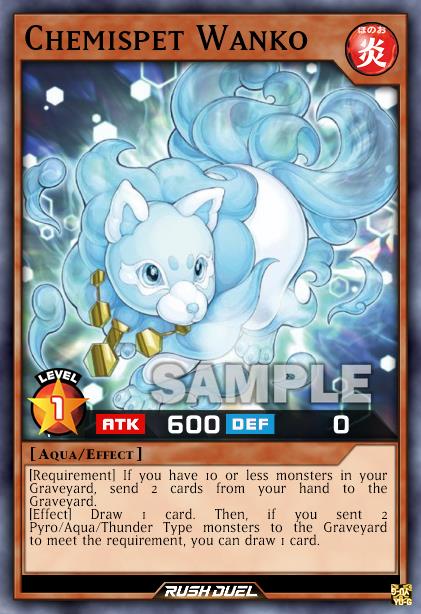 CHEMISPET WANKO
ほのお
炎
SAMPLE
LEVEL
1
ATK 600 DEF 0
[AQUA/EFFECT]
[Requirement] If you have 10 or less monsters in your
Graveyard, send 2 cards from your hand to the
Graveyard.
[Effect] Draw 1 card. Then, if you sent 2
Pyro/Aqua/Thunder Type monsters to the Graveyard
to meet the requirement, you can draw 1 card.
RUSH DUEL